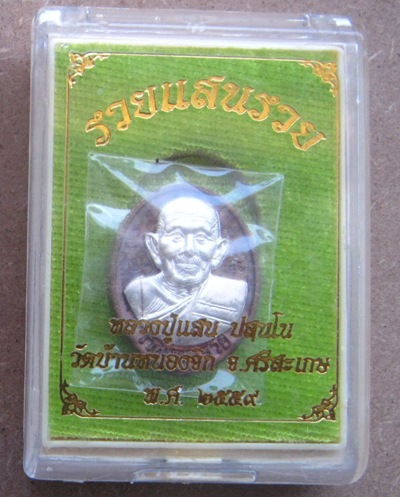 รวยแสนรวย
หลวงปู่แสน ปสนฺโน
วัดบ้านหนองจิก จ.ศรีสะเกษ
พ.ศ. ๒๕๕๙